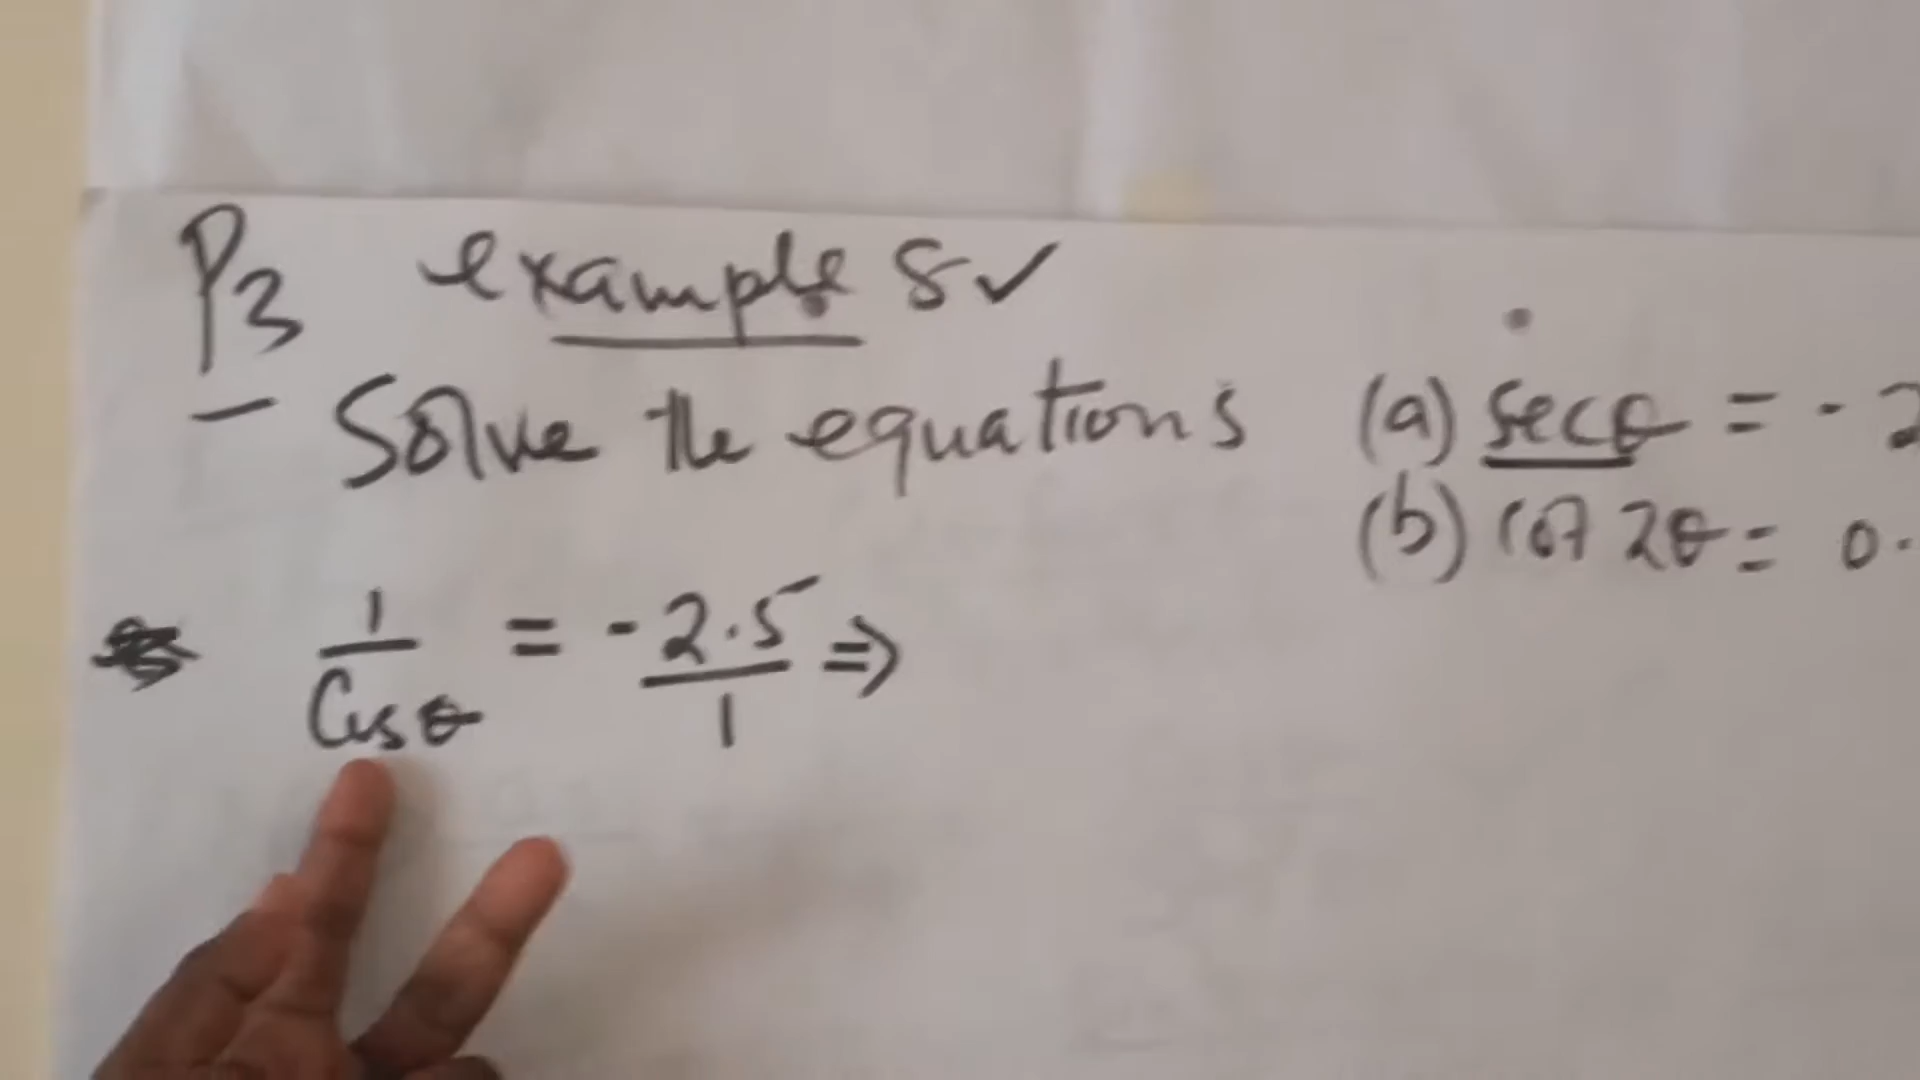 P3 example 8✓
Solve the equations (a) secθ = - 2
(b) cot 2θ = 0.
1/Cosθ = -2.5/1 ⇒